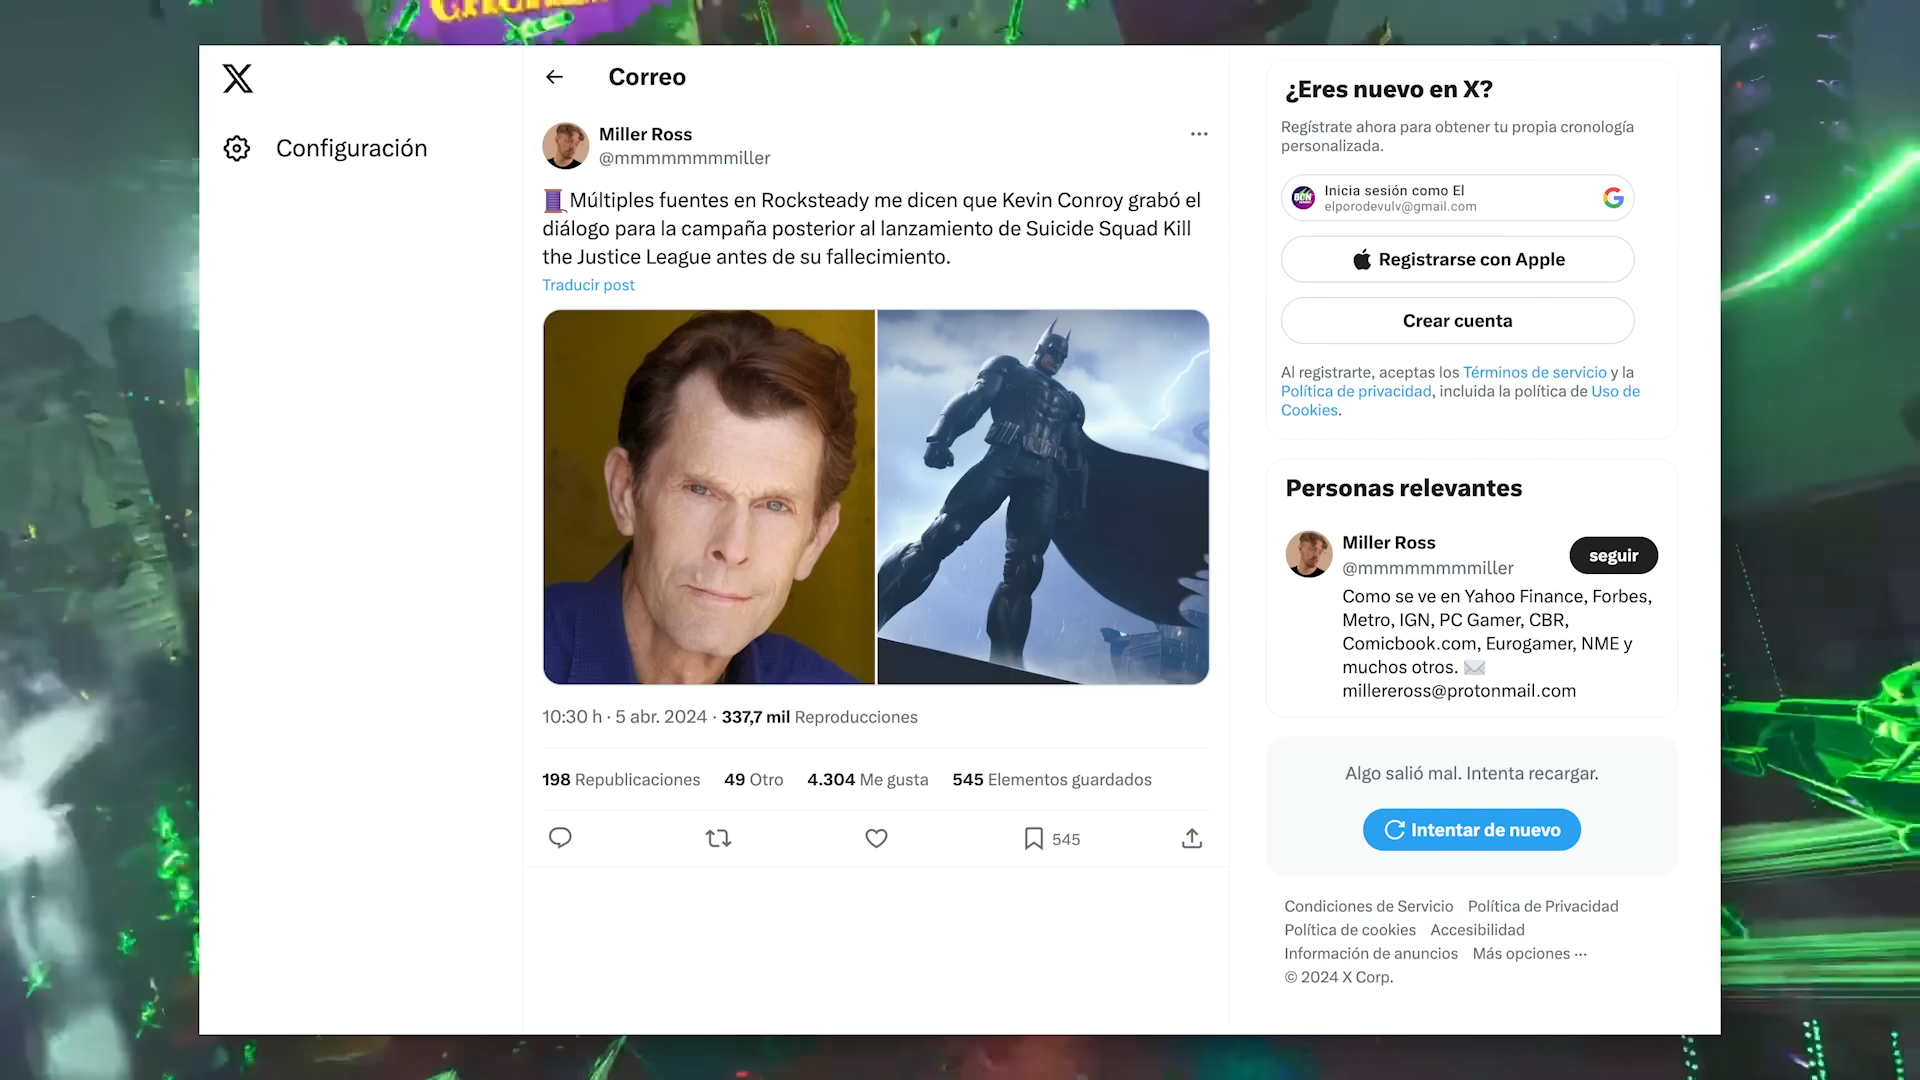 Configuración
Correo
Miller Ross
@mmmmmmmmiller
Múltiples fuentes en Rocksteady me dicen que Kevin Conroy grabó el
diálogo para la campaña posterior al lanzamiento de Suicide Squad Kill
the Justice League antes de su fallecimiento.
Traducir post
10:30 h · 5 abr. 2024 · 337,7 mil Reproducciones
198 Republicaciones 49 Otro 4.304 Me gusta 545 Elementos guardados
545
¿Eres nuevo en X?
Regístrate ahora para obtener tu propia cronología
personalizada.
Inicia sesión como El
elporodevulv@gmail.com
Registrarse con Apple
Crear cuenta
Al registrarte, aceptas los Términos de servicio y la
Política de privacidad, incluida la política de Uso de
Cookies.
Personas relevantes
Miller Ross
@mmmmmmmmiller
seguir
Como se ve en Yahoo Finance, Forbes,
Metro, IGN, PC Gamer, CBR,
Comicbook.com, Eurogamer, NME y
muchos otros.
millereross@protonmail.com
Algo salió mal. Intenta recargar.
Intentar de nuevo
Condiciones de Servicio Política de Privacidad
Política de cookies Accesibilidad
Información de anuncios Más opciones ···
© 2024 X Corp.